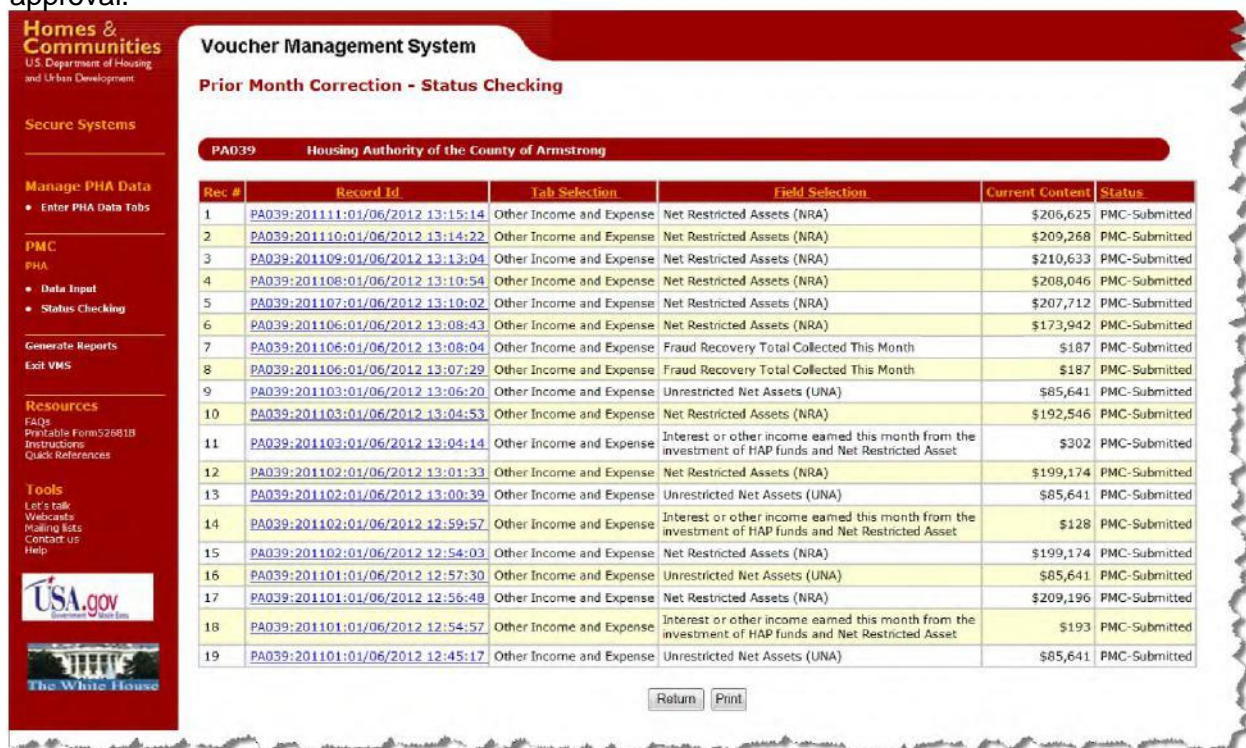 approval.
Homes &
Communities
U.S. Department of Housing
and Urban Development
Secure Systems
Manage PHA Data
• Enter PHA Data Tabs
PMC
PHA
• Data Input
• Status Checking
Generate Reports
Exit VMS
Resources
FAQs
Printable Form52681B
Instructions
Quick References
Tools
Let's talk
Webcasts
Mailing lists
Contact us
Help
USA.gov
The White House
Voucher Management System
Prior Month Correction - Status Checking
PA039 Housing Authority of the County of Armstrong
Rec # Record Id Tab Selection Field Selection Current Content Status
1 PA039:201111:01/06/2012 13:15:14 Other Income and Expense Net Restricted Assets (NRA) $206,625 PMC-Submitted
2 PA039:201110:01/06/2012 13:14:22 Other Income and Expense Net Restricted Assets (NRA) $209,268 PMC-Submitted
3 PA039:201109:01/06/2012 13:13:04 Other Income and Expense Net Restricted Assets (NRA) $210,633 PMC-Submitted
4 PA039:201108:01/06/2012 13:10:54 Other Income and Expense Net Restricted Assets (NRA) $208,046 PMC-Submitted
5 PA039:201107:01/06/2012 13:10:02 Other Income and Expense Net Restricted Assets (NRA) $207,712 PMC-Submitted
6 PA039:201106:01/06/2012 13:08:43 Other Income and Expense Net Restricted Assets (NRA) $173,942 PMC-Submitted
7 PA039:201106:01/06/2012 13:08:04 Other Income and Expense Fraud Recovery Total Collected This Month $187 PMC-Submitted
8 PA039:201106:01/06/2012 13:07:29 Other Income and Expense Fraud Recovery Total Collected This Month $187 PMC-Submitted
9 PA039:201103:01/06/2012 13:06:20 Other Income and Expense Unrestricted Net Assets (UNA) $85,641 PMC-Submitted
10 PA039:201103:01/06/2012 13:04:53 Other Income and Expense Net Restricted Assets (NRA) $192,546 PMC-Submitted
11 PA039:201103:01/06/2012 13:04:14 Other Income and Expense Interest or other income earned this month from the
investment of HAP funds and Net Restricted Asset $302 PMC-Submitted
12 PA039:201102:01/06/2012 13:01:33 Other Income and Expense Net Restricted Assets (NRA) $199,174 PMC-Submitted
13 PA039:201102:01/06/2012 13:00:39 Other Income and Expense Unrestricted Net Assets (UNA) $85,641 PMC-Submitted
14 PA039:201102:01/06/2012 12:59:57 Other Income and Expense Interest or other income earned this month from the
investment of HAP funds and Net Restricted Asset $128 PMC-Submitted
15 PA039:201102:01/06/2012 12:54:03 Other Income and Expense Net Restricted Assets (NRA) $199,174 PMC-Submitted
16 PA039:201101:01/06/2012 12:57:30 Other Income and Expense Unrestricted Net Assets (UNA) $85,641 PMC-Submitted
17 PA039:201101:01/06/2012 12:56:48 Other Income and Expense Net Restricted Assets (NRA) $209,196 PMC-Submitted
18 PA039:201101:01/06/2012 12:54:57 Other Income and Expense Interest or other income earned this month from the
investment of HAP funds and Net Restricted Asset $193 PMC-Submitted
19 PA039:201101:01/06/2012 12:45:17 Other Income and Expense Unrestricted Net Assets (UNA) $85,641 PMC-Submitted
Return Print